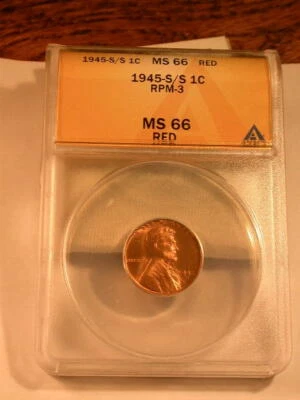 1945-S/S 1C MS 66 RED
1945-S/S 1C
RPM-3
MS 66
RED